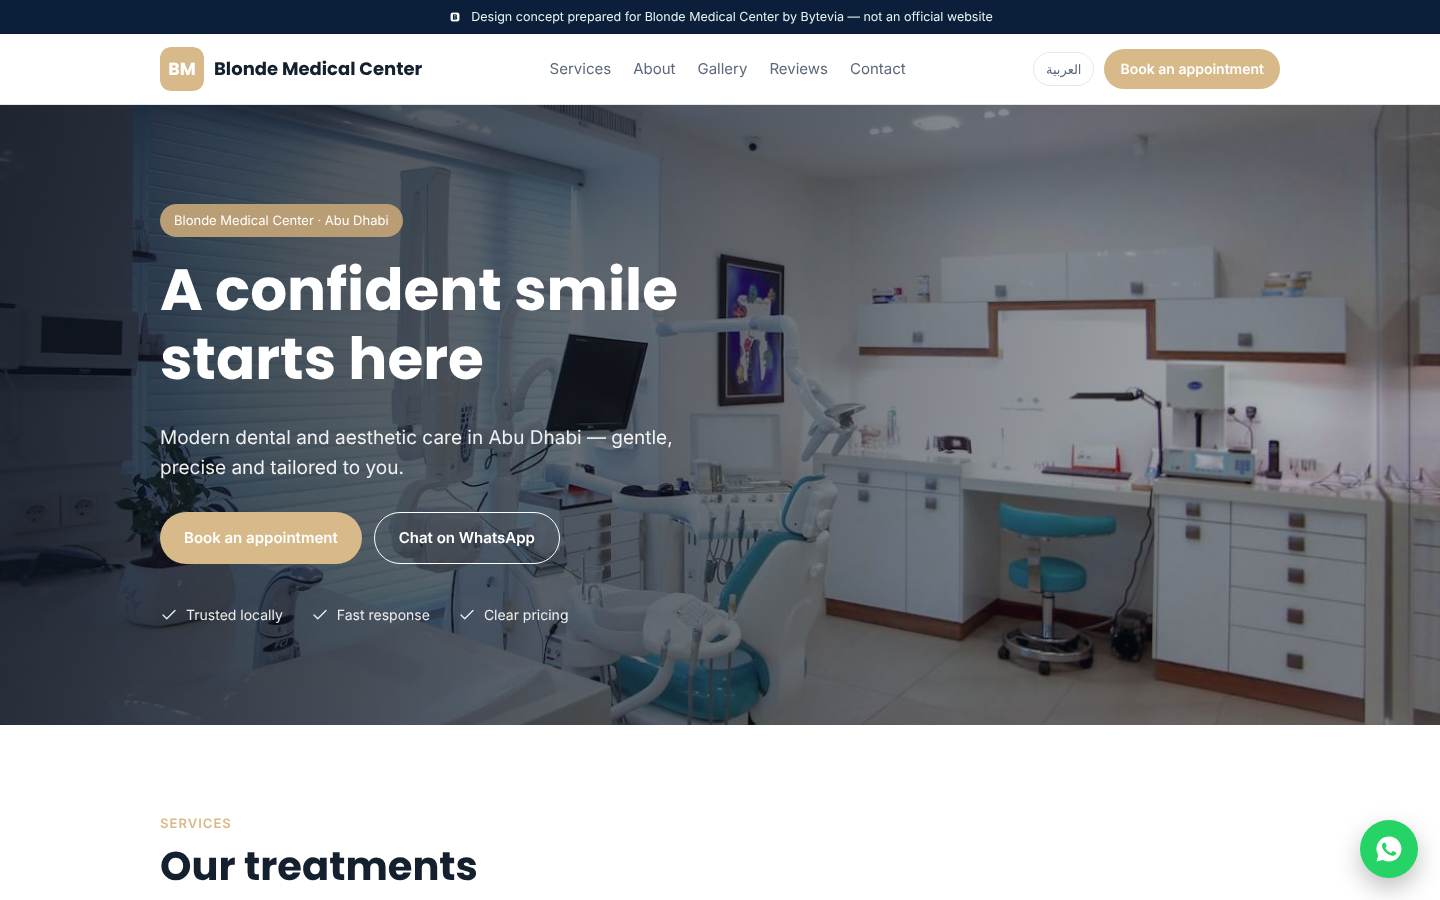 Design concept prepared for Blonde Medical Center by Bytevia — not an official website
BM
Blonde Medical Center
Services
About
Gallery
Reviews
Contact
العربية
Book an appointment
Blonde Medical Center · Abu Dhabi
A confident smile
starts here
Modern dental and aesthetic care in Abu Dhabi — gentle,
precise and tailored to you.
Book an appointment
Chat on WhatsApp
Trusted locally
Fast response
Clear pricing
SERVICES
Our treatments